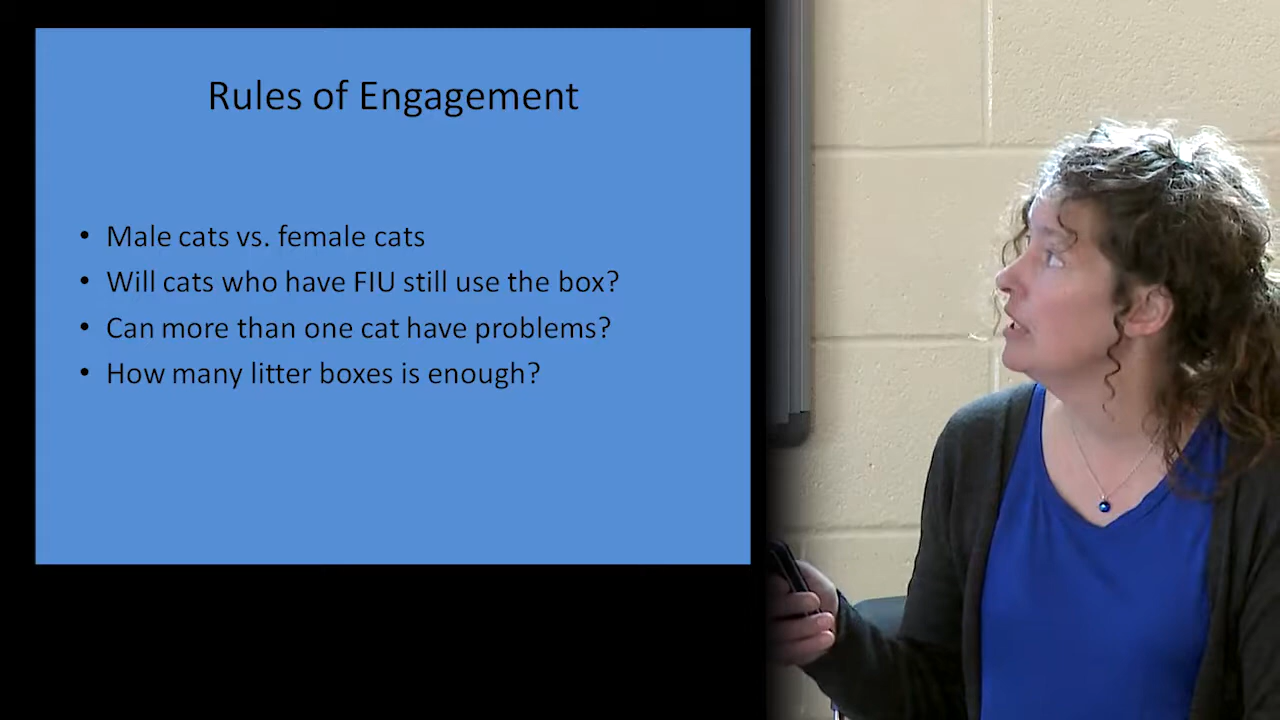 Rules of Engagement
• Male cats vs. female cats
• Will cats who have FIU still use the box?
• Can more than one cat have problems?
• How many litter boxes is enough?